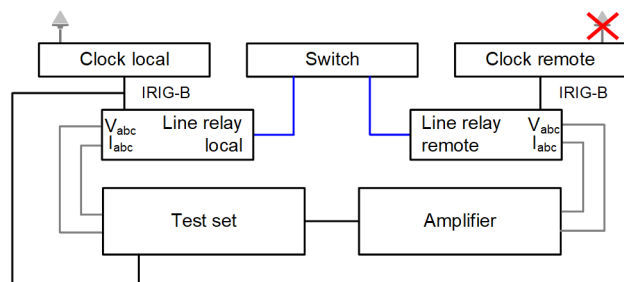 Clock local
Switch
Clock remote
IRIG-B
IRIG-B
Vabc
Line relay
Iabc
local
Line relay
Vabc
remote
Iabc
Test set
Amplifier